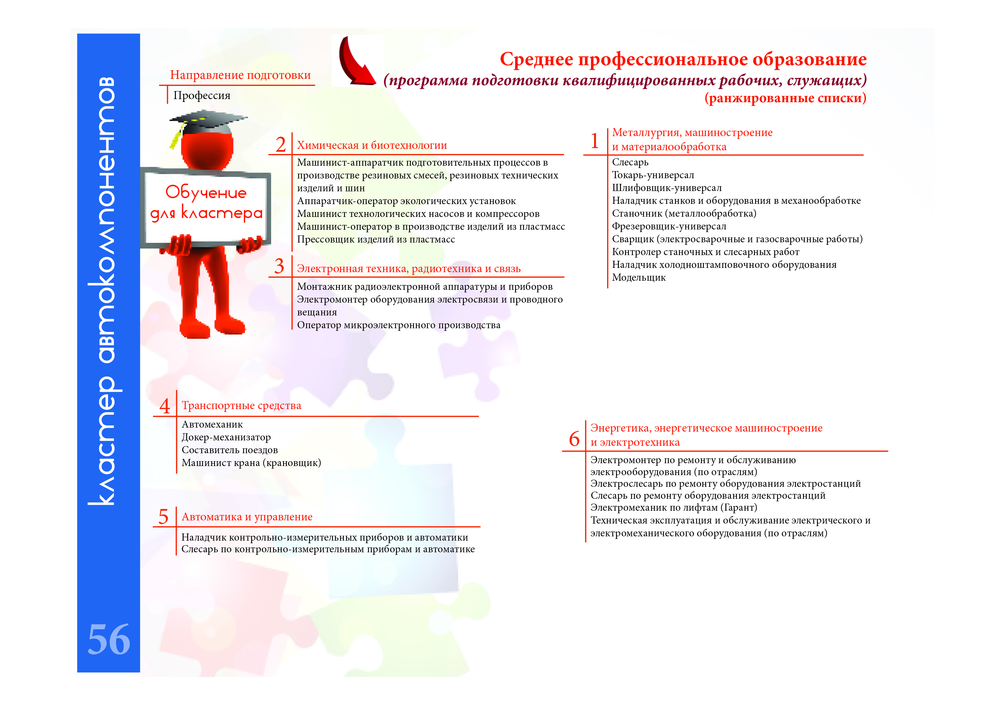 кластер автокомпонентов
56
Направление подготовки
Профессия
Среднее профессиональное образование
(программа подготовки квалифицированных рабочих, служащих)
(ранжированные списки)
Обучение
для кластера
1
Металлургия, машиностроение
и материалообработка
Слесарь
Токарь-универсал
Шлифовщик-универсал
Наладчик станков и оборудования в механообработке
Станочник (металлообработка)
Фрезеровщик-универсал
Сварщик (электросварочные и газосварочные работы)
Контролер станочных и слесарных работ
Наладчик холодноштамповочного оборудования
Модельщик
2
Химическая и биотехнологии
Машинист-аппаратчик подготовительных процессов в
производстве резиновых смесей, резиновых технических
изделий и шин
Аппаратчик-оператор экологических установок
Машинист технологических насосов и компрессоров
Машинист-оператор в производстве изделий из пластмасс
Прессовщик изделий из пластмасс
3
Электронная техника, радиотехника и связь
Монтажник радиоэлектронной аппаратуры и приборов
Электромонтер оборудования электросвязи и проводного
вещания
Оператор микроэлектронного производства
4
Транспортные средства
Автомеханик
Докер-механизатор
Составитель поездов
Машинист крана (крановщик)
5
Автоматика и управление
Наладчик контрольно-измерительных приборов и автоматики
Слесарь по контрольно-измерительным приборам и автоматике
6
Энергетика, энергетическое машиностроение
и электротехника
Электромонтер по ремонту и обслуживанию
электрооборудования (по отраслям)
Электрослесарь по ремонту оборудования электростанций
Слесарь по ремонту оборудования электростанций
Электромеханик по лифтам (Гарант)
Техническая эксплуатация и обслуживание электрического и
электромеханического оборудования (по отраслям)